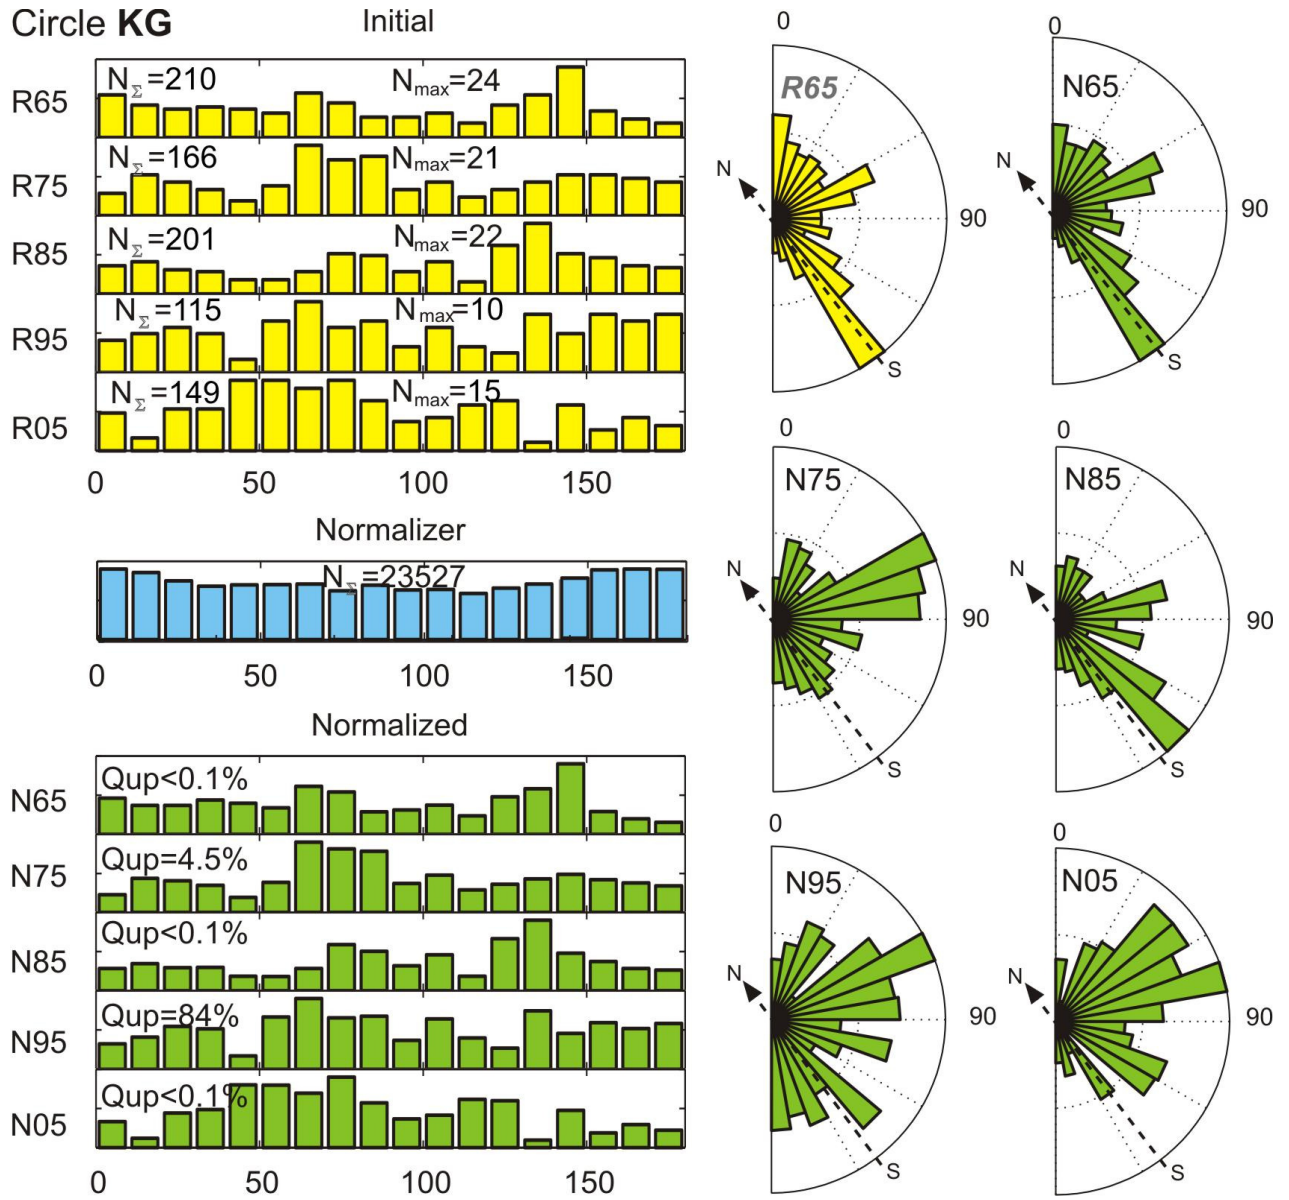 Circle KG
Initial
R65
N_Σ=210
N_max=24
R75
N_Σ=166
N_max=21
R85
N_Σ=201
N_max=22
R95
N_Σ=115
N_max=10
R05
N_Σ=149
N_max=15
0 50 100 150
Normalizer
N_Σ=23527
0 50 100 150
Normalized
N65
Qup<0.1%
N75
Qup=4.5%
N85
Qup<0.1%
N95
Qup=84%
N05
Qup<0.1%
0 50 100 150
0
R65
N
90
S
0
N65
N
90
S
0
N75
N
90
S
0
N85
N
90
S
0
N95
N
90
S
0
N05
N
90
S